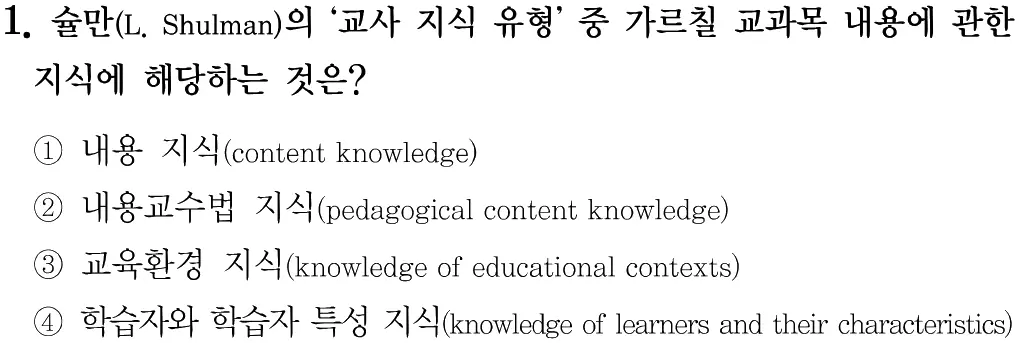 1. 슐만(L. Shulman)의 ‘교사 지식 유형’ 중 가르칠 교과목 내용에 관한
지식에 해당하는 것은?
① 내용 지식(content knowledge)
② 내용교수법 지식(pedagogical content knowledge)
③ 교육환경 지식(knowledge of educational contexts)
④ 학습자와 학습자 특성 지식(knowledge of learners and their characteristics)